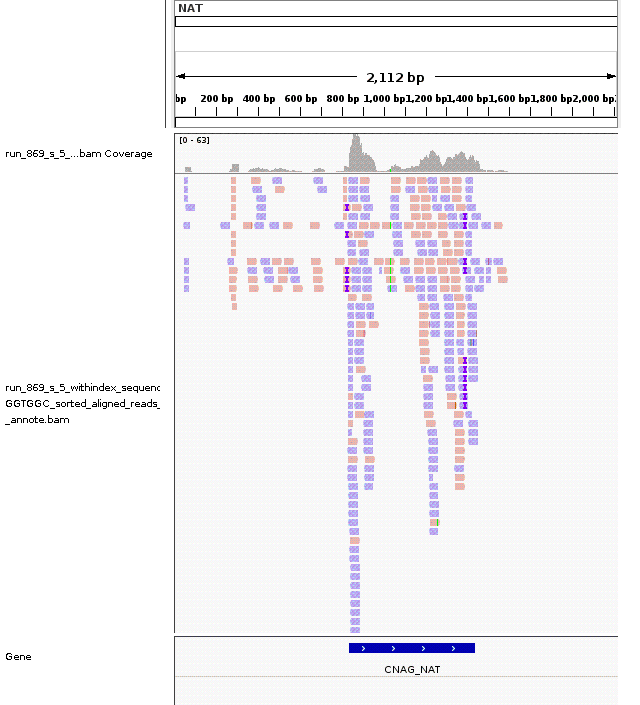 NAT
2,112 bp
bp 200 bp 400 bp 600 bp 800 bp 1,000 bp 1,200 bp 1,400 bp 1,600 bp 1,800 bp 2,000 bp
run_869_s_5_...bam Coverage
[0 - 63]
run_869_s_5_withindex_sequenc
GGTGGC_sorted_aligned_reads_
_annote.bam
Gene
CNAG_NAT